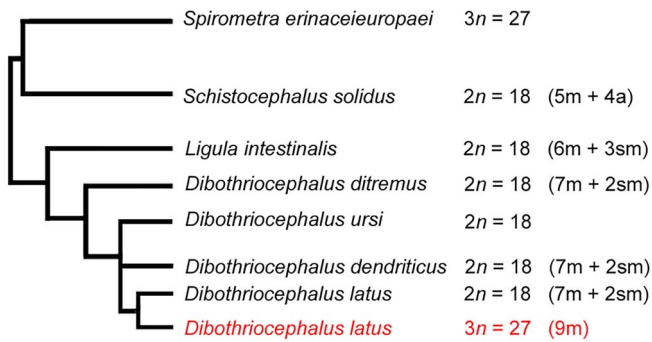 Spirometra erinaceieuropaei 3n = 27
Schistocephalus solidus 2n = 18 (5m + 4a)
Ligula intestinalis 2n = 18 (6m + 3sm)
Dibothriocephalus ditremus 2n = 18 (7m + 2sm)
Dibothriocephalus ursi 2n = 18
Dibothriocephalus dendriticus 2n = 18 (7m + 2sm)
Dibothriocephalus latus 2n = 18 (7m + 2sm)
Dibothriocephalus latus 3n = 27 (9m)